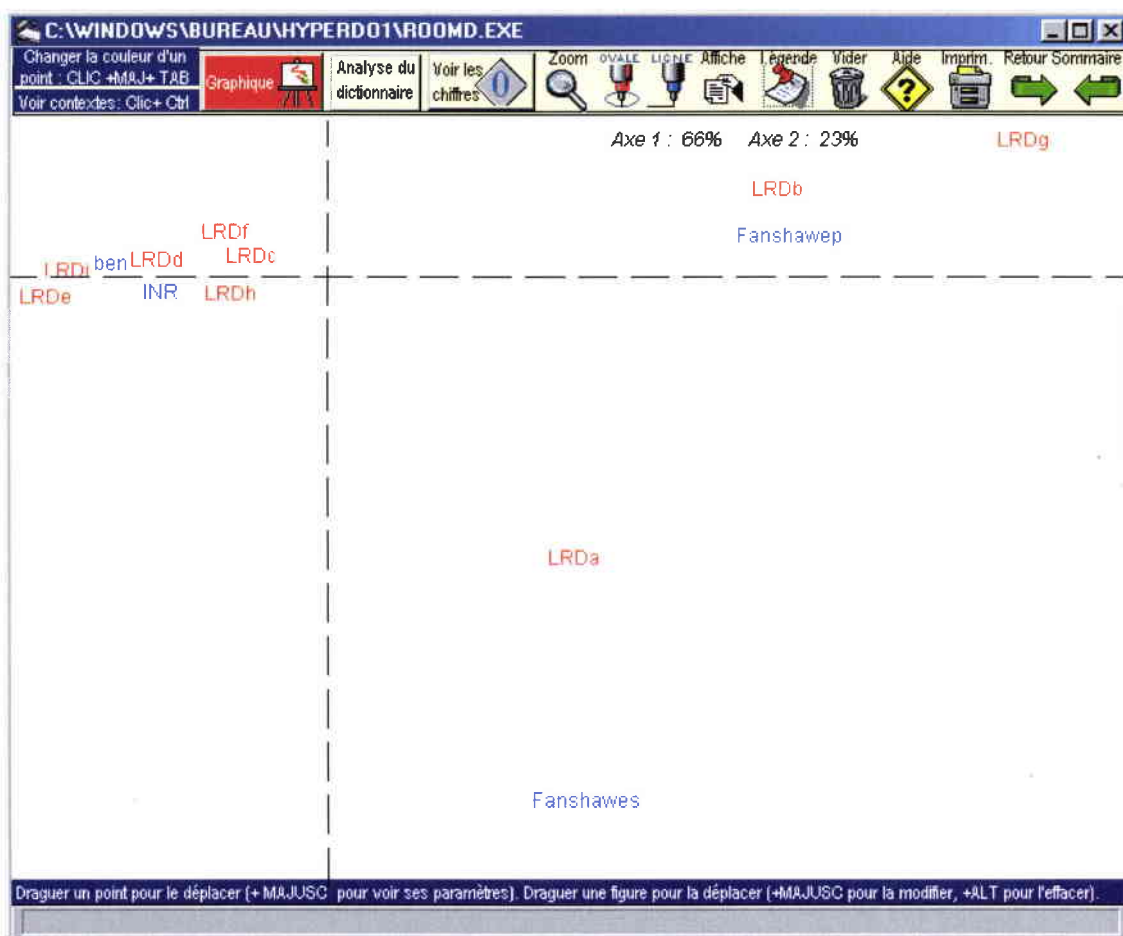 C:\WINDOWS\BUREAU\HYPERDO1\ROOMD.EXE
Changer la couleur d'un
point : CLIC +MAJ+ TAB
Voir contextes: Clic+ Ctrl
Graphique
Analyse du
dictionnaire
Voir les
chiffres
0
Zoom OVALE LIGNE Affiche Légende Vider Aide Imprim. Retour Sommaire
?
Axe 1 : 66% Axe 2 : 23%
LRDg
LRDb
LRDf
Fanshawep
LRDc
ben LRDd
LRDi
LRDe
INR
LRDh
LRDa
Fanshawes
Draguer un point pour le déplacer (+ MAJUSC pour voir ses paramètres). Draguer une figure pour la déplacer (+MAJUSC pour la modifier, +ALT pour l'effacer).